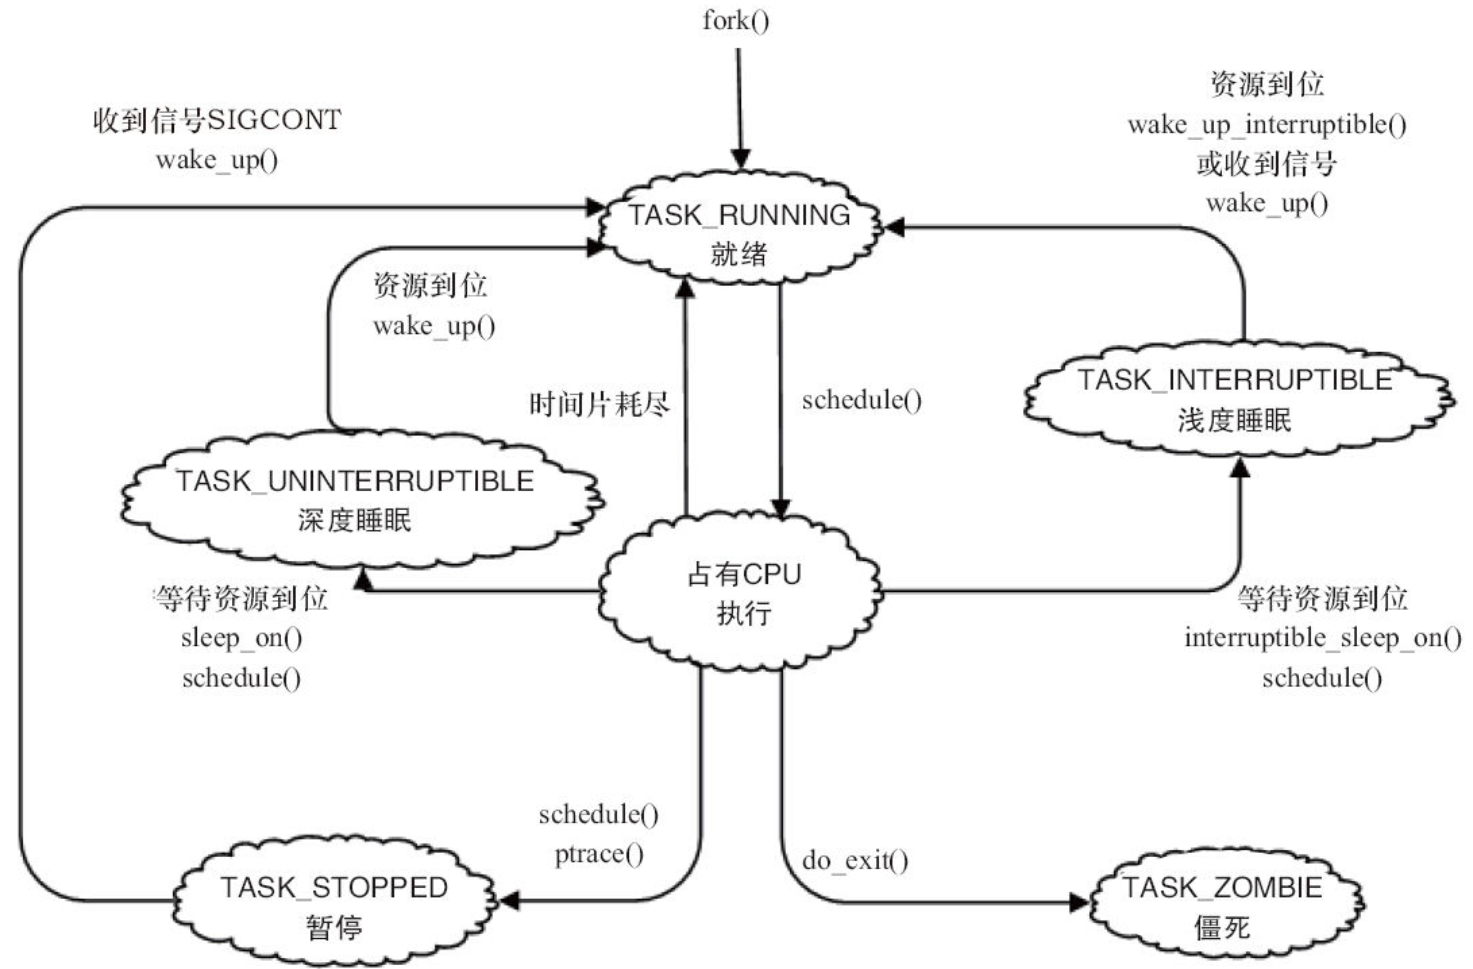 fork()
收到信号SIGCONT
wake_up()
资源到位
wake_up_interruptible()
或收到信号
wake_up()
TASK_RUNNING
就绪
资源到位
wake_up()
时间片耗尽
schedule()
TASK_INTERRUPTIBLE
浅度睡眠
TASK_UNINTERRUPTIBLE
深度睡眠
占有CPU
执行
等待资源到位
sleep_on()
schedule()
等待资源到位
interruptible_sleep_on()
schedule()
schedule()
ptrace()
do_exit()
TASK_STOPPED
暂停
TASK_ZOMBIE
僵死